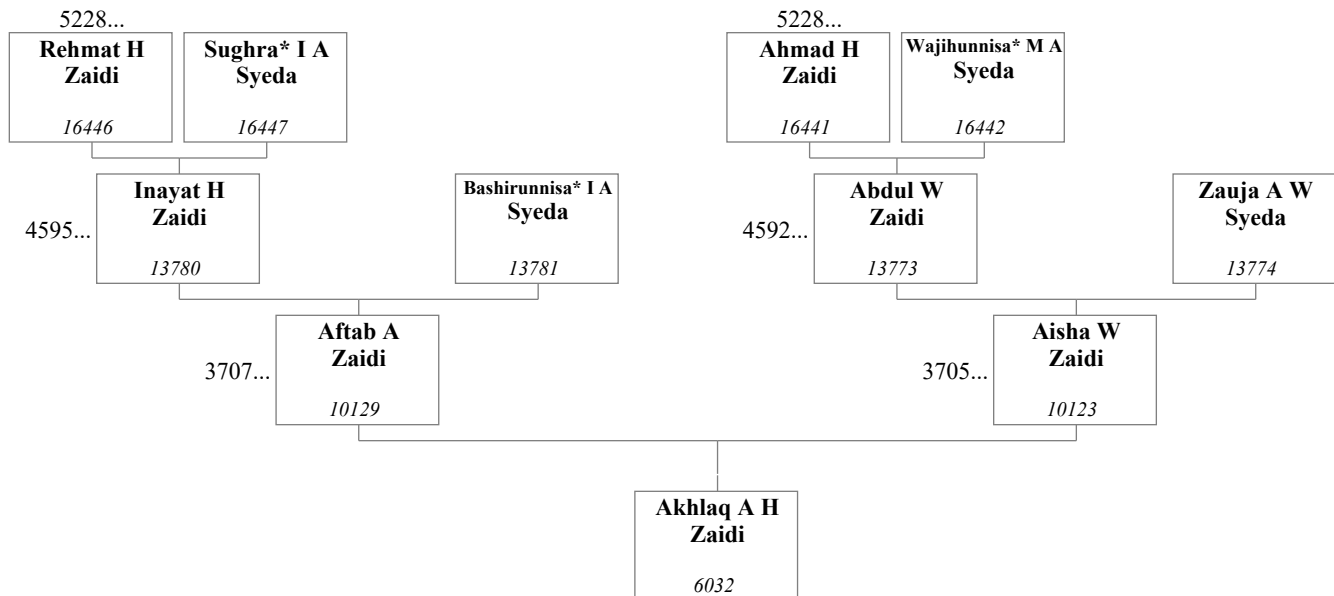 5228...
5228...
Rehmat H
Zaidi
16446
Sughra* I A
Syeda
16447
Ahmad H
Zaidi
16441
Wajihunnisa* M A
Syeda
16442
4595...
Inayat H
Zaidi
13780
Bashirunnisa* I A
Syeda
13781
4592...
Abdul W
Zaidi
13773
Zauja A W
Syeda
13774
3707...
Aftab A
Zaidi
10129
3705...
Aisha W
Zaidi
10123
Akhlaq A H
Zaidi
6032